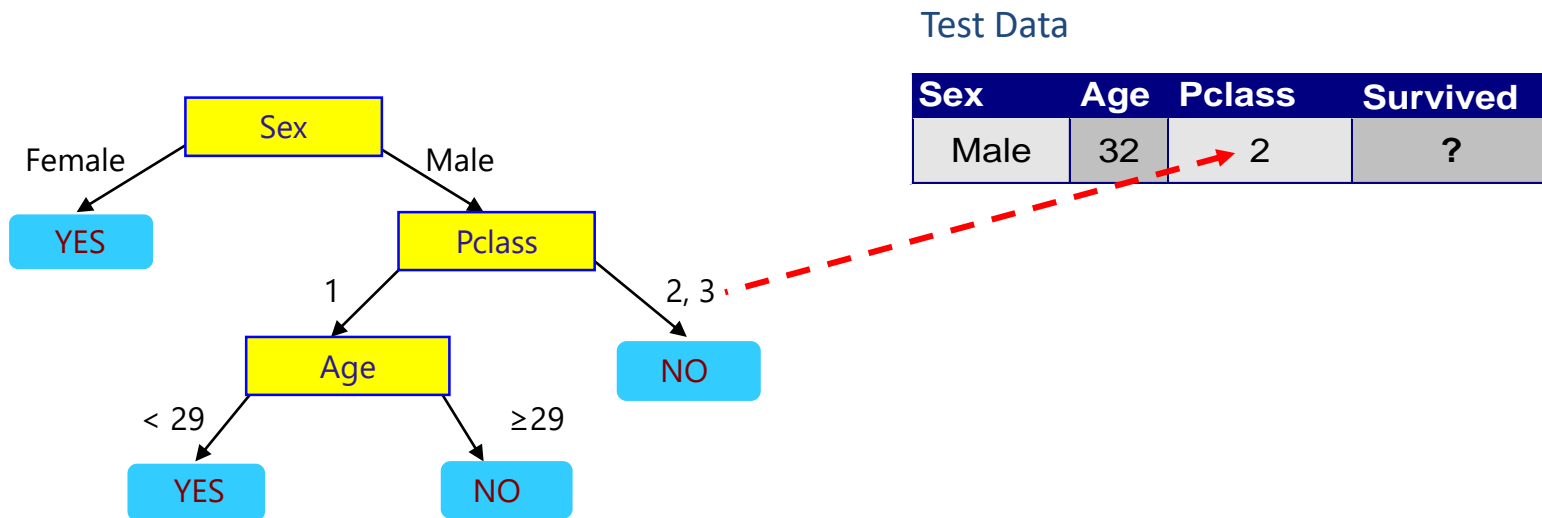 Test Data
Sex Age Pclass Survived
Male 32 2 ?
Sex
Female Male
YES
Pclass
1 2, 3
Age
NO
< 29 ≥29
YES NO